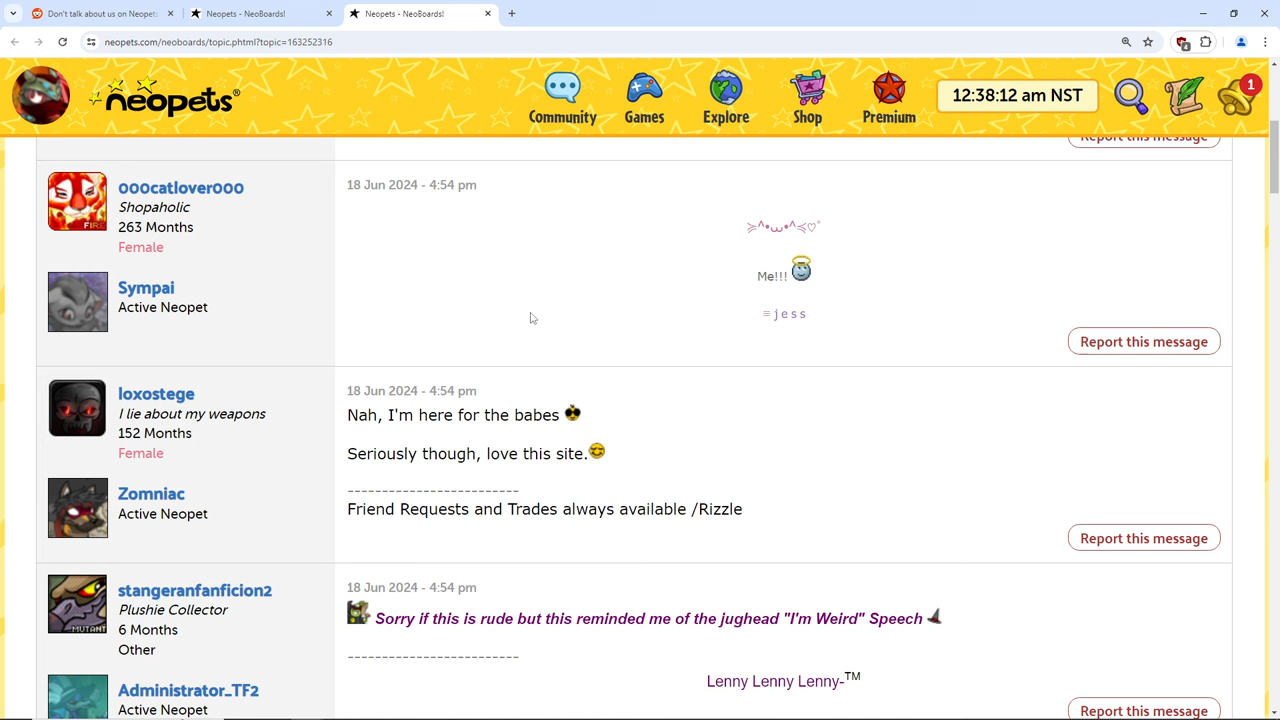 Don't talk about us on Neopets
Neopets - NeoBoards!
Neopets - NeoBoards!
neopets.com/neoboards/topic.phtml?topic=163252316
4
neopets®
Community
Games
Explore
Shop
Premium
12:38:12 am NST
1
Report this message
000catlover000
Shopaholic
263 Months
Female
FIRE
Sympai
Active Neopet
18 Jun 2024 - 4:54 pm
≽^•⩊•^≼♡˚
Me!!!
= j e s s
Report this message
loxostege
I lie about my weapons
152 Months
Female
Zomniac
Active Neopet
18 Jun 2024 - 4:54 pm
Nah, I'm here for the babes
Seriously though, love this site.
-------------------------
Friend Requests and Trades always available /Rizzle
Report this message
stangeranfanficion2
Plushie Collector
6 Months
Other
MUTANT
Administrator_TF2
Active Neopet
18 Jun 2024 - 4:54 pm
Sorry if this is rude but this reminded me of the jughead "I'm Weird" Speech
-------------------------
Lenny Lenny Lenny-TM
Report this message